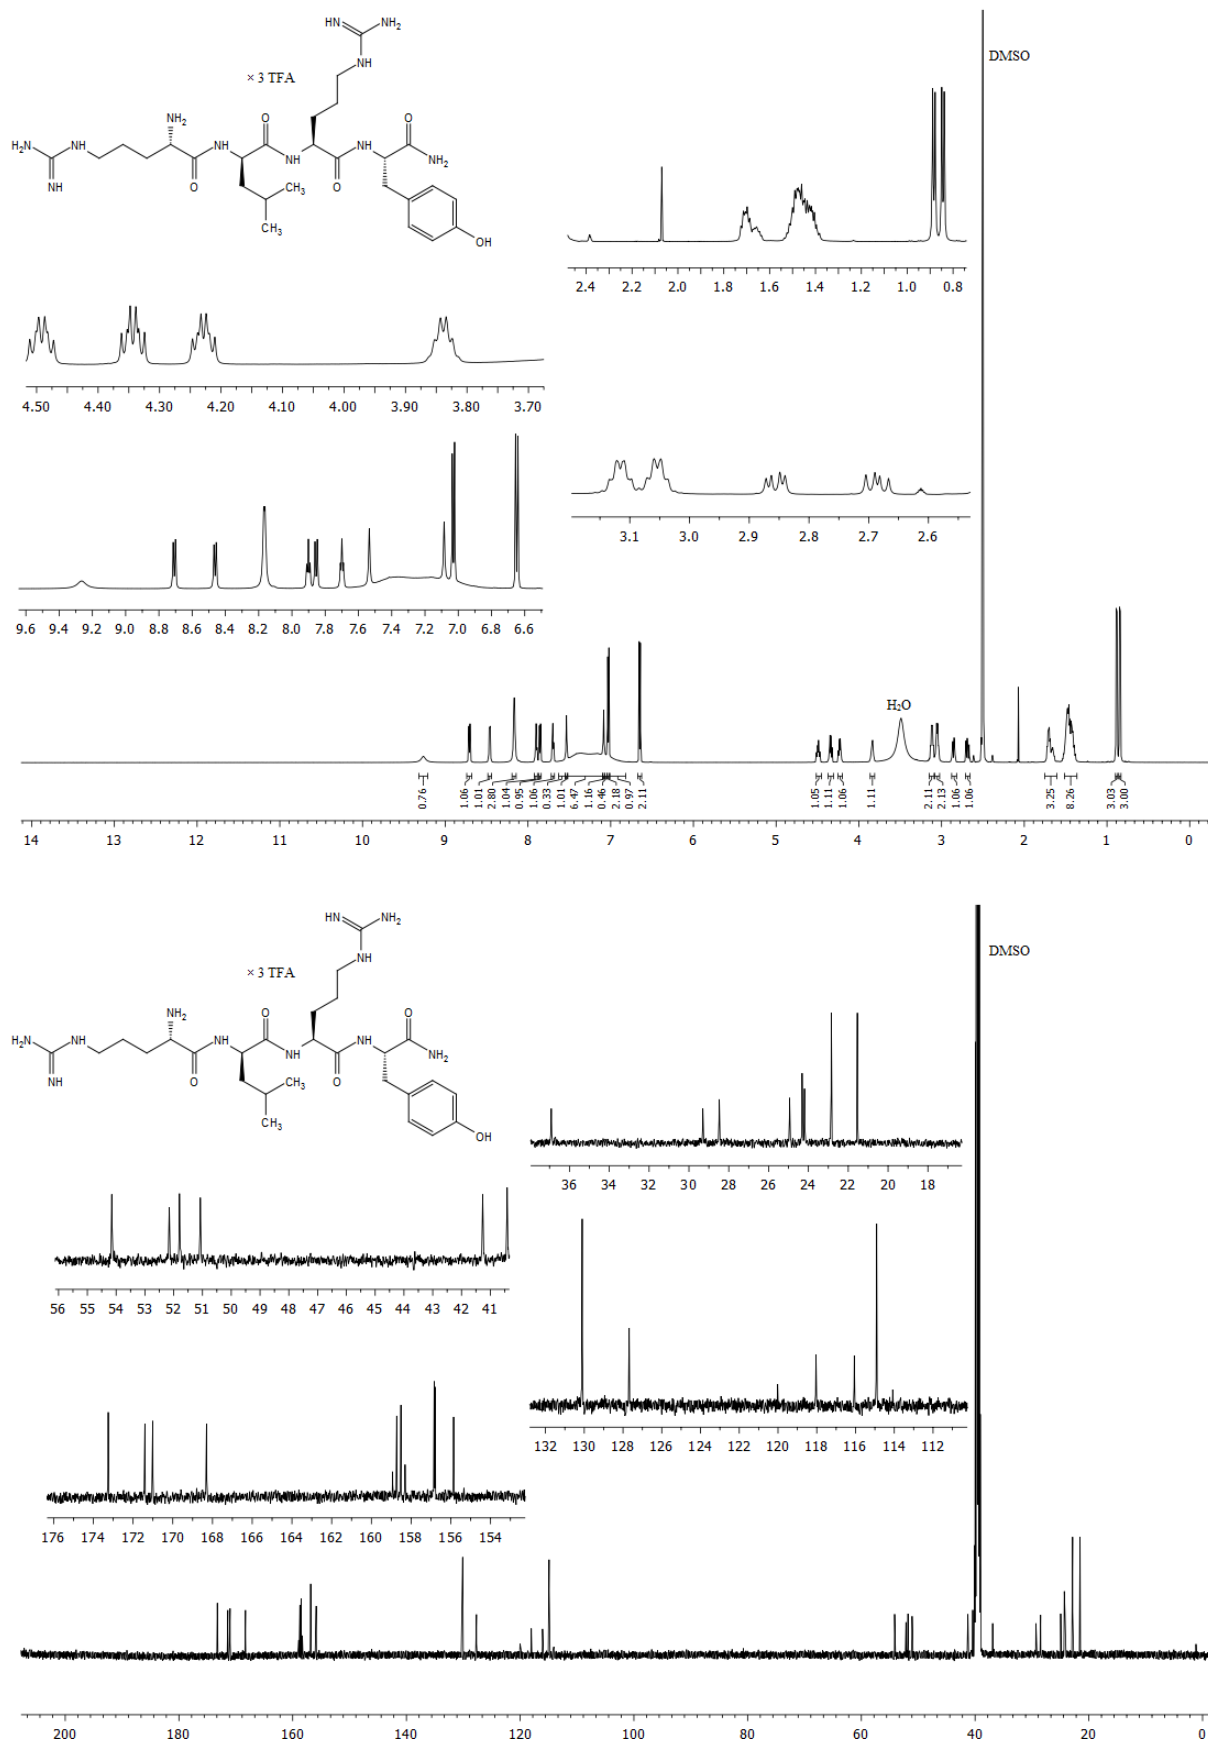 HN NH2
NH
× 3 TFA
NH2 O O
H2N NH NH NH NH2
NH O CH3 O
CH3
OH
DMSO
2.4 2.2 2.0 1.8 1.6 1.4 1.2 1.0 0.8
4.50 4.40 4.30 4.20 4.10 4.00 3.90 3.80 3.70
3.1 3.0 2.9 2.8 2.7 2.6
9.6 9.4 9.2 9.0 8.8 8.6 8.4 8.2 8.0 7.8 7.6 7.4 7.2 7.0 6.8 6.6
H2O
0.76 1.06 1.01 2.80 1.04 0.95 1.06 0.33 1.01 6.47 1.16 0.46 2.18 0.97 2.11 1.05 1.11 1.06 1.11 2.11 2.13 1.06 1.06 3.25 8.26 3.03 3.00
14 13 12 11 10 9 8 7 6 5 4 3 2 1 0
HN NH2
NH
× 3 TFA
NH2 O O
H2N NH NH NH NH2
NH O CH3 O
CH3
OH
DMSO
36 34 32 30 28 26 24 22 20 18
56 55 54 53 52 51 50 49 48 47 46 45 44 43 42 41
132 130 128 126 124 122 120 118 116 114 112
176 174 172 170 168 166 164 162 160 158 156 154
200 180 160 140 120 100 80 60 40 20 0